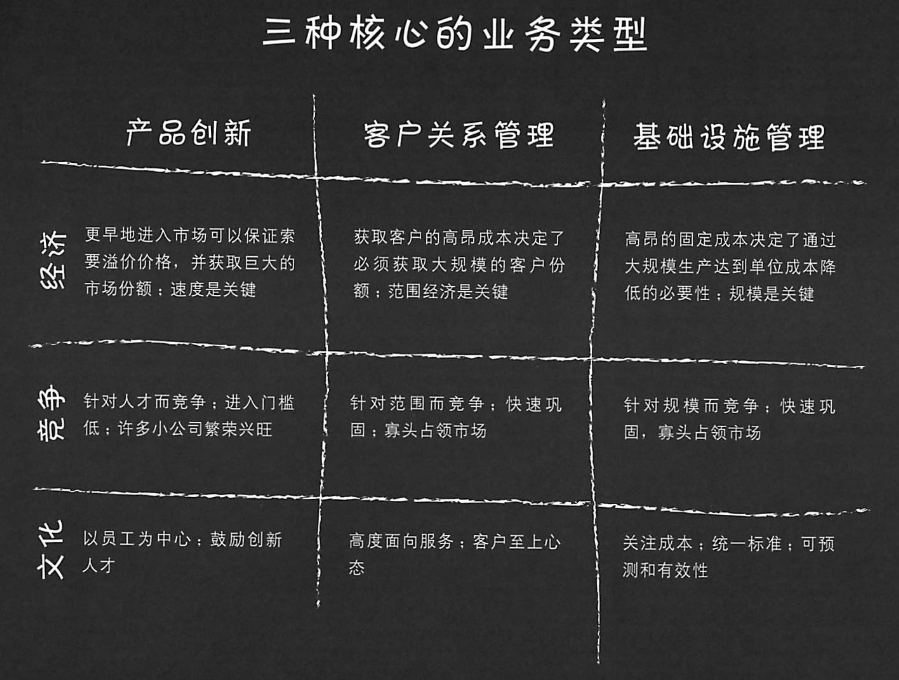 三种核心的业务类型
产品创新
客户关系管理
基础设施管理
经济
更早地进入市场可以保证索
要溢价价格，并获取巨大的
市场份额；速度是关键
获取客户的高昂成本决定了
必须获取大规模的客户份
额；范围经济是关键
高昂的固定成本决定了通过
大规模生产达到单位成本降
低的必要性；规模是关键
竞争
针对人才而竞争；进入门槛
低；许多小公司繁荣兴旺
针对范围而竞争；快速巩
固；寡头占领市场
针对规模而竞争；快速巩
固，寡头占领市场
文化
以员工为中心；鼓励创新
人才
高度面向服务；客户至上心
态
关注成本；统一标准；可预
测和有效性